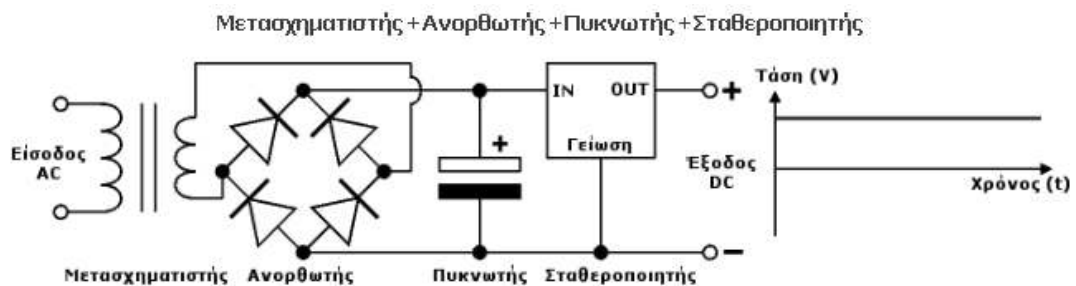 Μετασχηματιστής + Ανορθωτής + Πυκνωτής + Σταθεροποιητής
Είσοδος
AC
IN OUT
Γείωση
+
+
−
Έξοδος
DC
Τάση (V)
Χρόνος (t)
Μετασχηματιστής Ανορθωτής Πυκνωτής Σταθεροποιητής